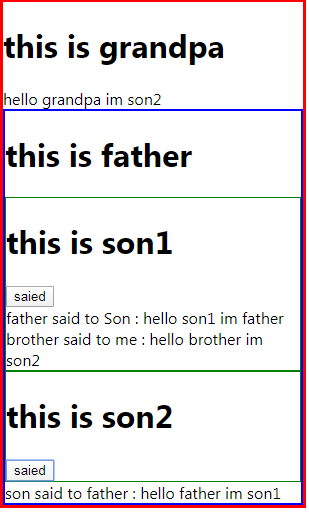 this is grandpa
hello grandpa im son2
this is father
this is son1
saied
father said to Son : hello son1 im father
brother said to me : hello brother im
son2
this is son2
saied
son said to father : hello father im son1